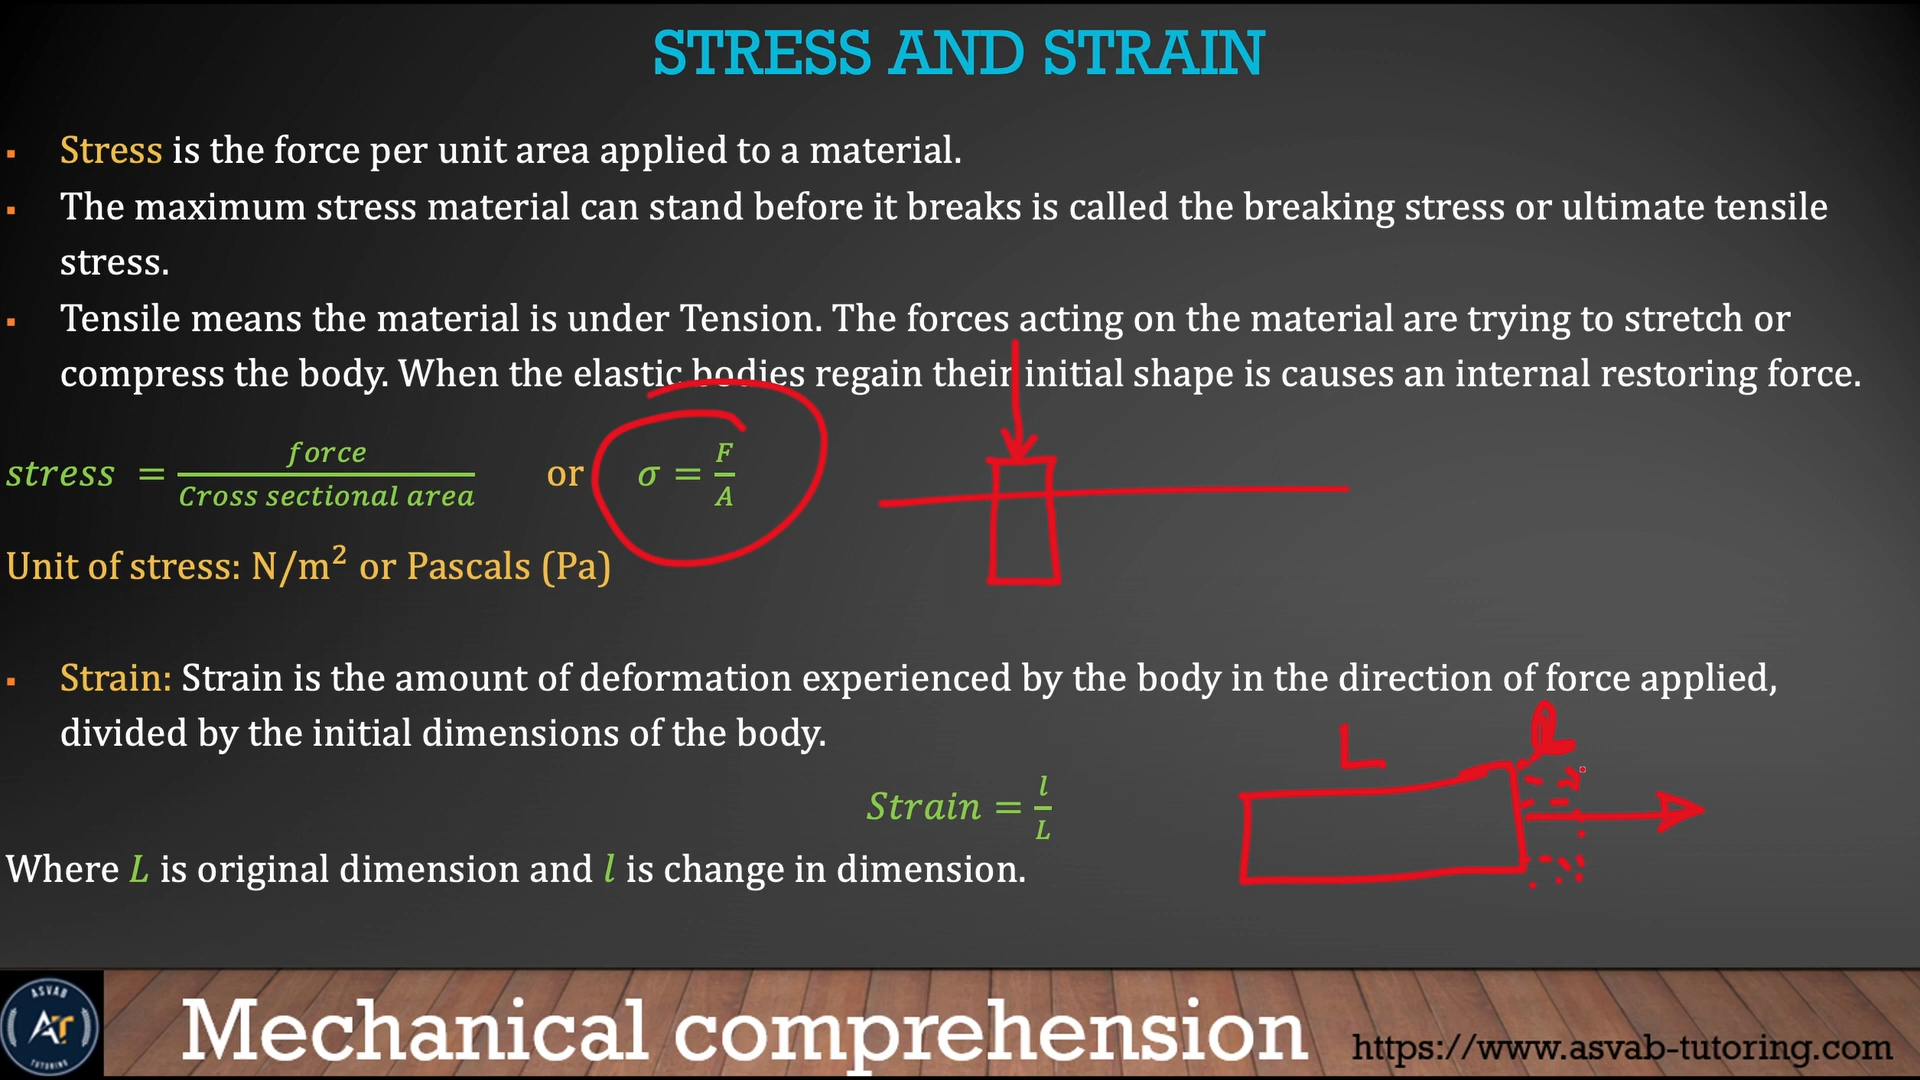 STRESS AND STRAIN
▪ Stress is the force per unit area applied to a material.
▪ The maximum stress material can stand before it breaks is called the breaking stress or ultimate tensile
stress.
▪ Tensile means the material is under Tension. The forces acting on the material are trying to stretch or
compress the body. When the elastic bodies regain their initial shape is causes an internal restoring force.
stress = force / Cross sectional area or σ = F / A
Unit of stress: N/m² or Pascals (Pa)
▪ Strain: Strain is the amount of deformation experienced by the body in the direction of force applied,
divided by the initial dimensions of the body.
L l
Strain = l / L
Where L is original dimension and l is change in dimension.
ASVAB
AT
TUTORING
Mechanical comprehension
https://www.asvab-tutoring.com